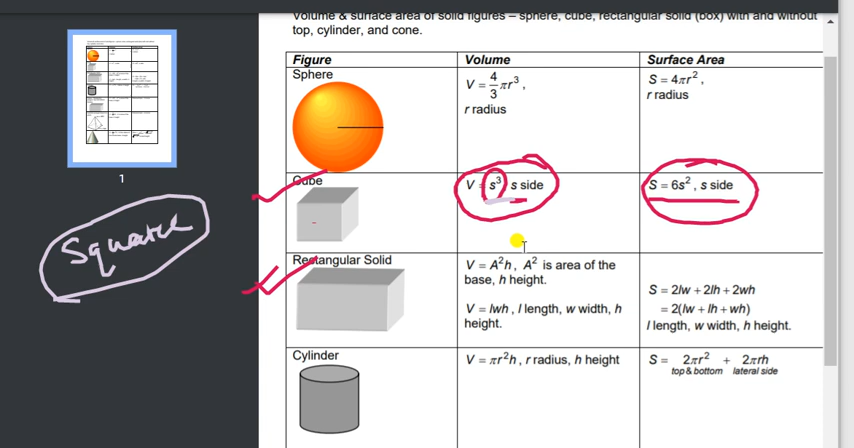 Volume & surface area of solid figures – sphere, cube, rectangular solid (box) with and without
top, cylinder, and cone.
Figure Volume Surface Area
Sphere
V = 4/3 πr³ ,
r radius
S = 4πr² ,
r radius
Cube
V = s³ s side
S = 6s² , s side
Rectangular Solid
V = A²h , A² is area of the
base, h height.
V = lwh , l length, w width, h
height.
S = 2lw + 2lh + 2wh
= 2(lw + lh + wh)
l length, w width, h height.
Cylinder
V = πr²h , r radius, h height
S = 2πr² + 2πrh
top & bottom lateral side
1